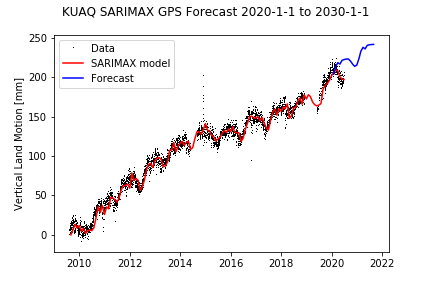 KUAQ SARIMAX GPS Forecast 2020-1-1 to 2030-1-1
Data
SARIMAX model
Forecast
Vertical Land Motion [mm]
250
200
150
100
50
0
2010 2012 2014 2016 2018 2020 2022